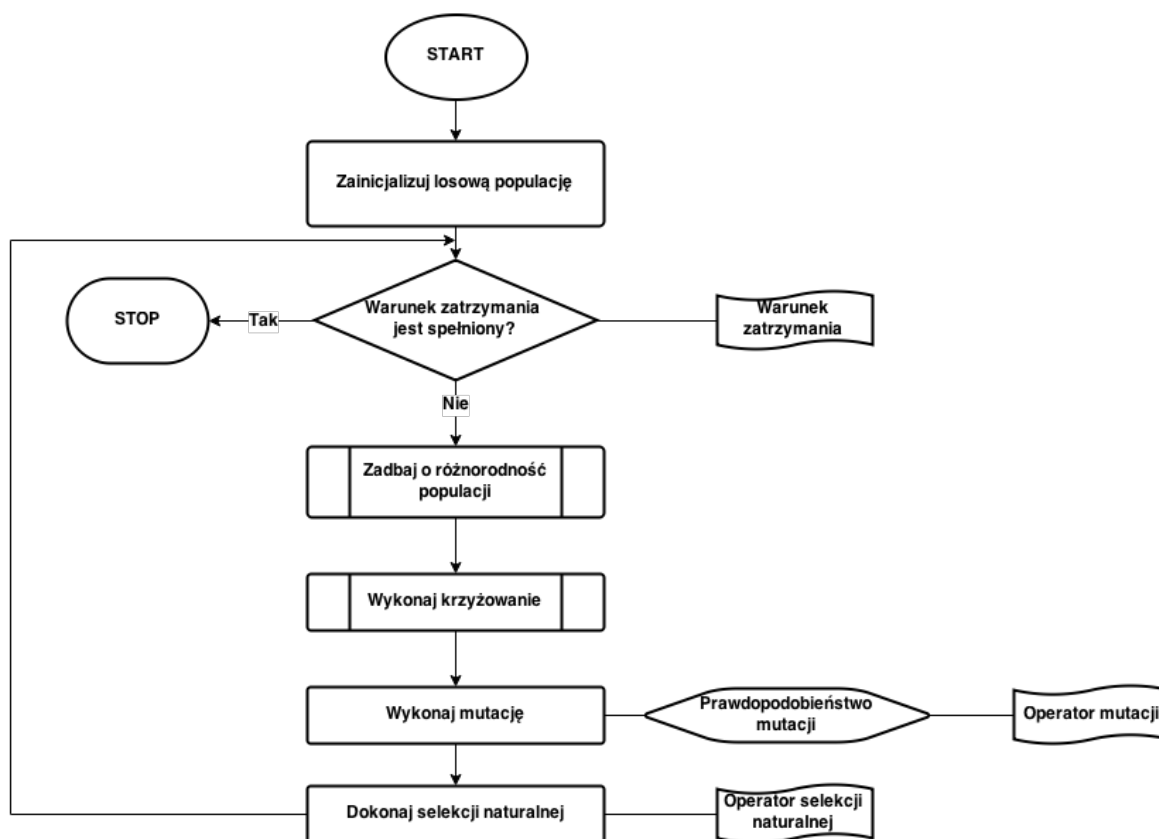 START
Zainicjalizuj losową populację
Warunek zatrzymania
jest spełniony?
Warunek
zatrzymania
STOP
Tak
Nie
Zadbaj o różnorodność
populacji
Wykonaj krzyżowanie
Wykonaj mutację
Prawdopodobieństwo
mutacji
Operator mutacji
Dokonaj selekcji naturalnej
Operator selekcji
naturalnej